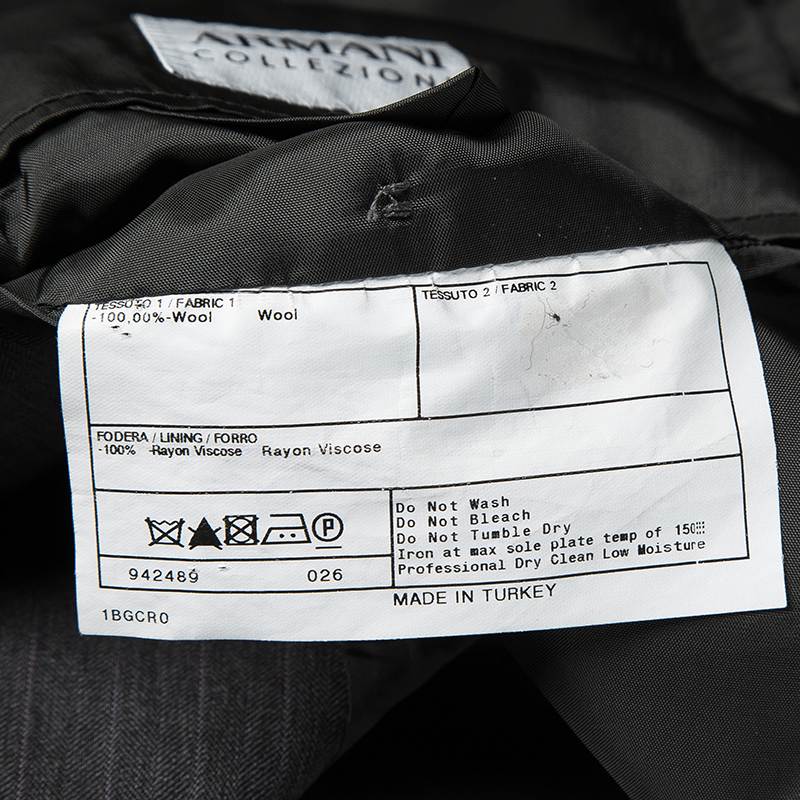 ARMANI
COLLEZIONI
TESSUTO 1 / FABRIC 1
-100,00%-Wool Wool
TESSUTO 2 / FABRIC 2
FODERA / LINING / FORRO
-100% -Rayon Viscose Rayon Viscose
P
Do Not Wash
Do Not Bleach
Do Not Tumble Dry
Iron at max sole plate temp of 150
Professional Dry Clean Low Moisture
942489 026
MADE IN TURKEY
1BGCR0